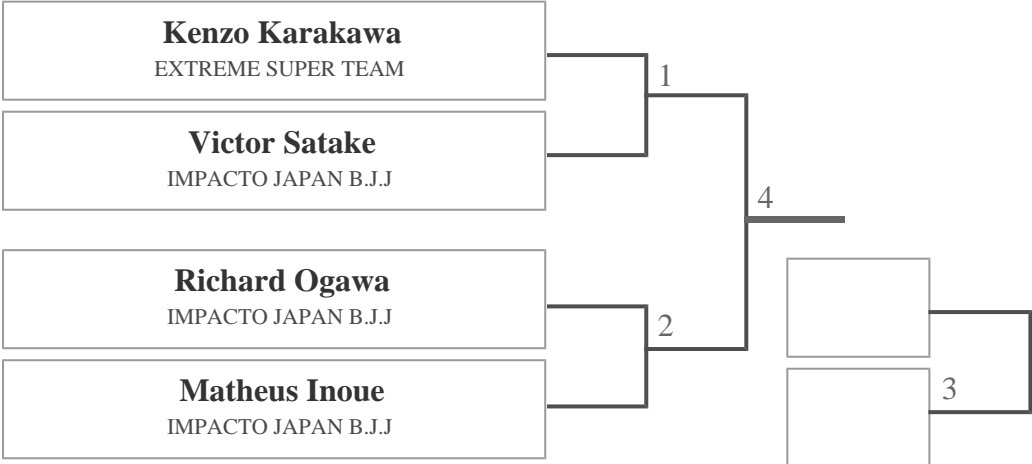 Kenzo Karakawa
EXTREME SUPER TEAM
1
Victor Satake
IMPACTO JAPAN B.J.J
4
Richard Ogawa
IMPACTO JAPAN B.J.J
2
Matheus Inoue
IMPACTO JAPAN B.J.J
3